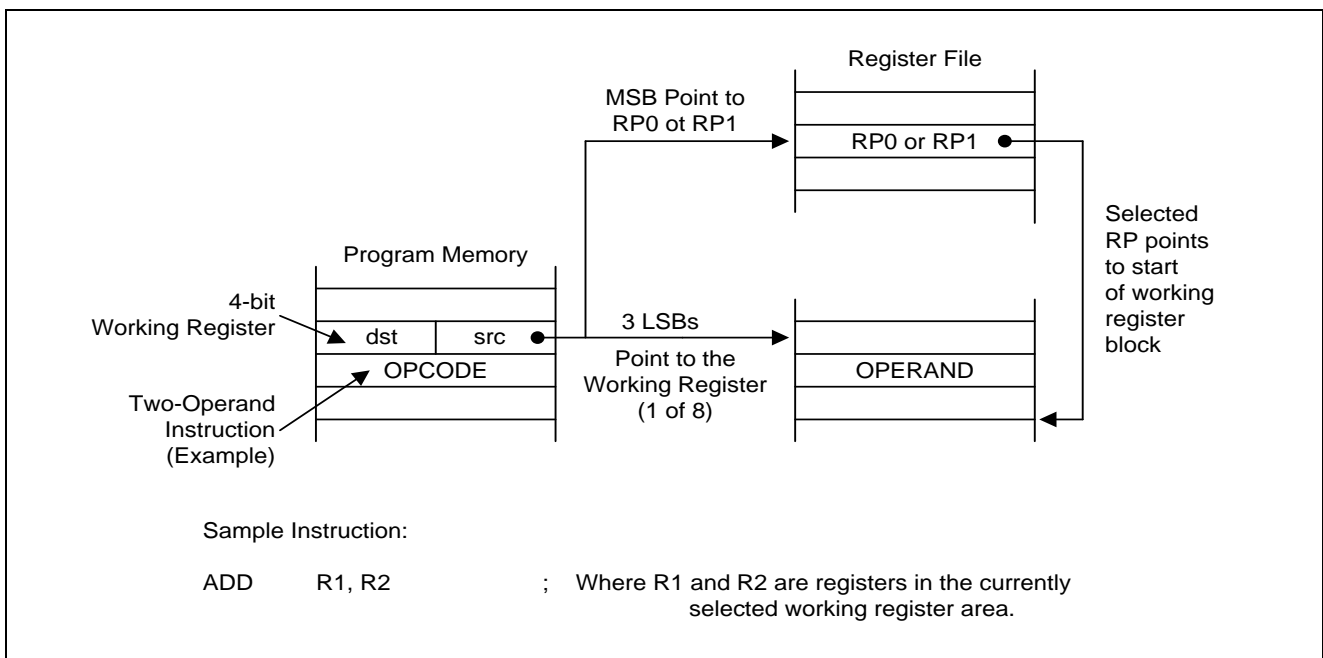 Register File
MSB Point to
RP0 ot RP1
RP0 or RP1
Selected
RP points
to start
of working
register
block
Program Memory
4-bit
Working Register
dst src
3 LSBs
Point to the
Working Register
(1 of 8)
OPCODE
OPERAND
Two-Operand
Instruction
(Example)
Sample Instruction:
ADD R1, R2 ; Where R1 and R2 are registers in the currently
selected working register area.